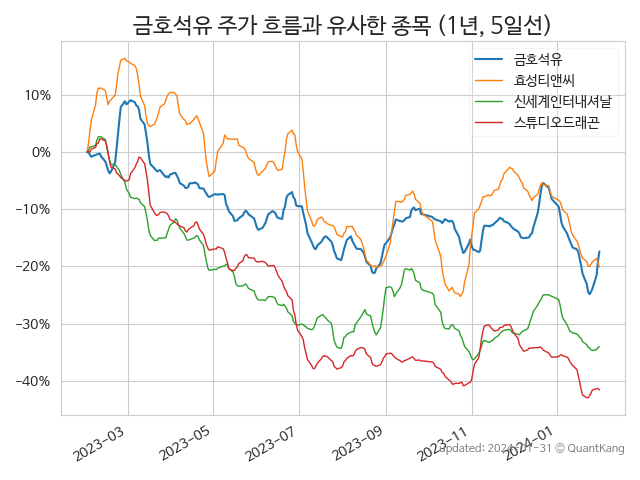 금호석유 주가 흐름과 유사한 종목 (1년, 5일선)
금호석유
효성티앤씨
신세계인터내셔날
스튜디오드래곤
10%
0%
−10%
−20%
−30%
−40%
2023-03
2023-05
2023-07
2023-09
2023-11
2024-01
updated: 2024-01-31 © QuantKang